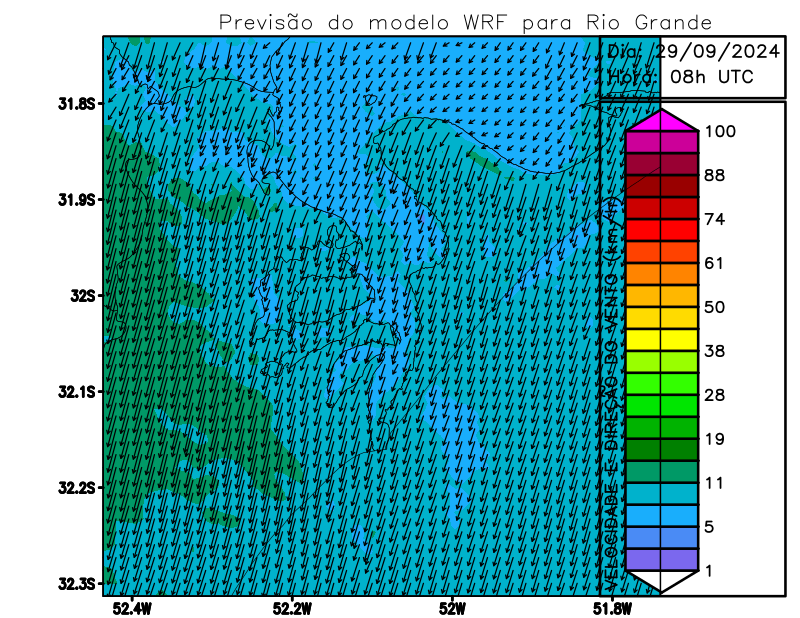 Previsão do modelo WRF para Rio Grande
Dia: 29/09/2024
Hora: 08h UTC
31.8S
31.9S
32S
32.1S
32.2S
32.3S
52.4W
52.2W
52W
51.8W
VELOCIDADE E DIREÇÃO DO VENTO (km/h)
100
88
74
61
50
38
28
19
11
5
1